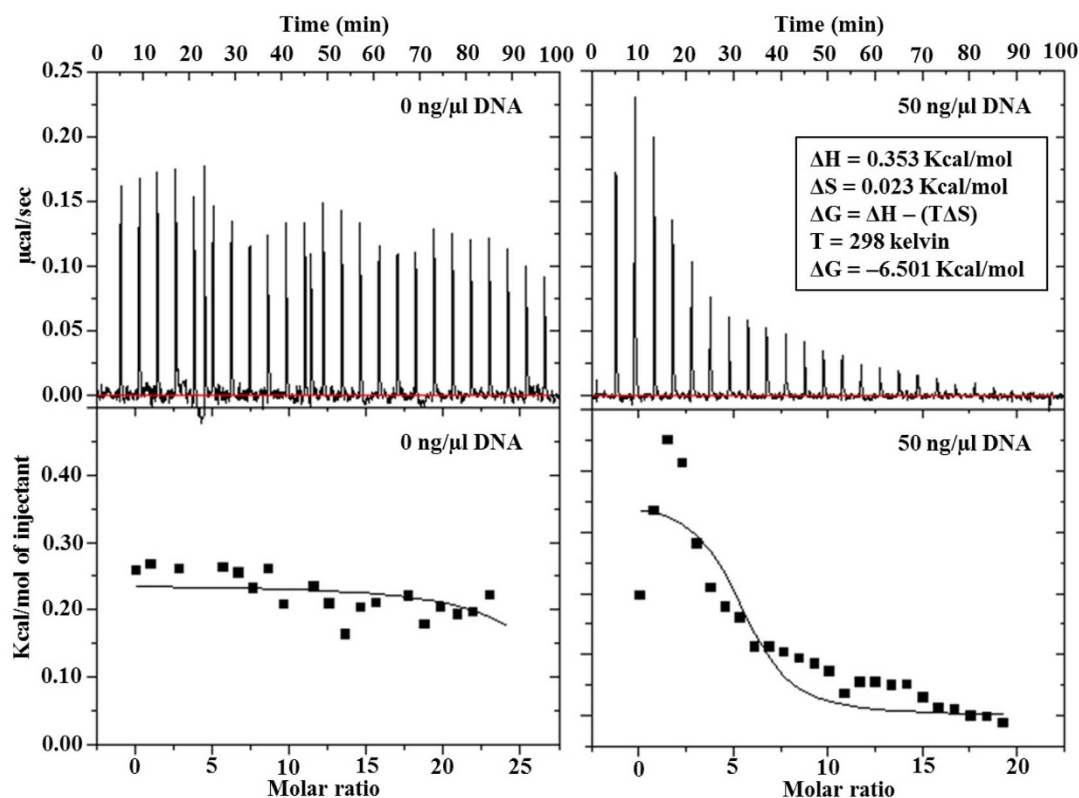 Time (min)
0 10 20 30 40 50 60 70 80 90 100
Time (min)
0 10 20 30 40 50 60 70 80 90 100
0.25
0.20
0.15
0.10
0.05
0.00
μcal/sec
0 ng/μl DNA
50 ng/μl DNA
ΔH = 0.353 Kcal/mol
ΔS = 0.023 Kcal/mol
ΔG = ΔH – (TΔS)
T = 298 kelvin
ΔG = –6.501 Kcal/mol
0.40
0.30
0.20
0.20
0.00
Kcal/mol of injectant
0 ng/μl DNA
50 ng/μl DNA
0 5 10 15 20 25
Molar ratio
0 5 10 15 20
Molar ratio